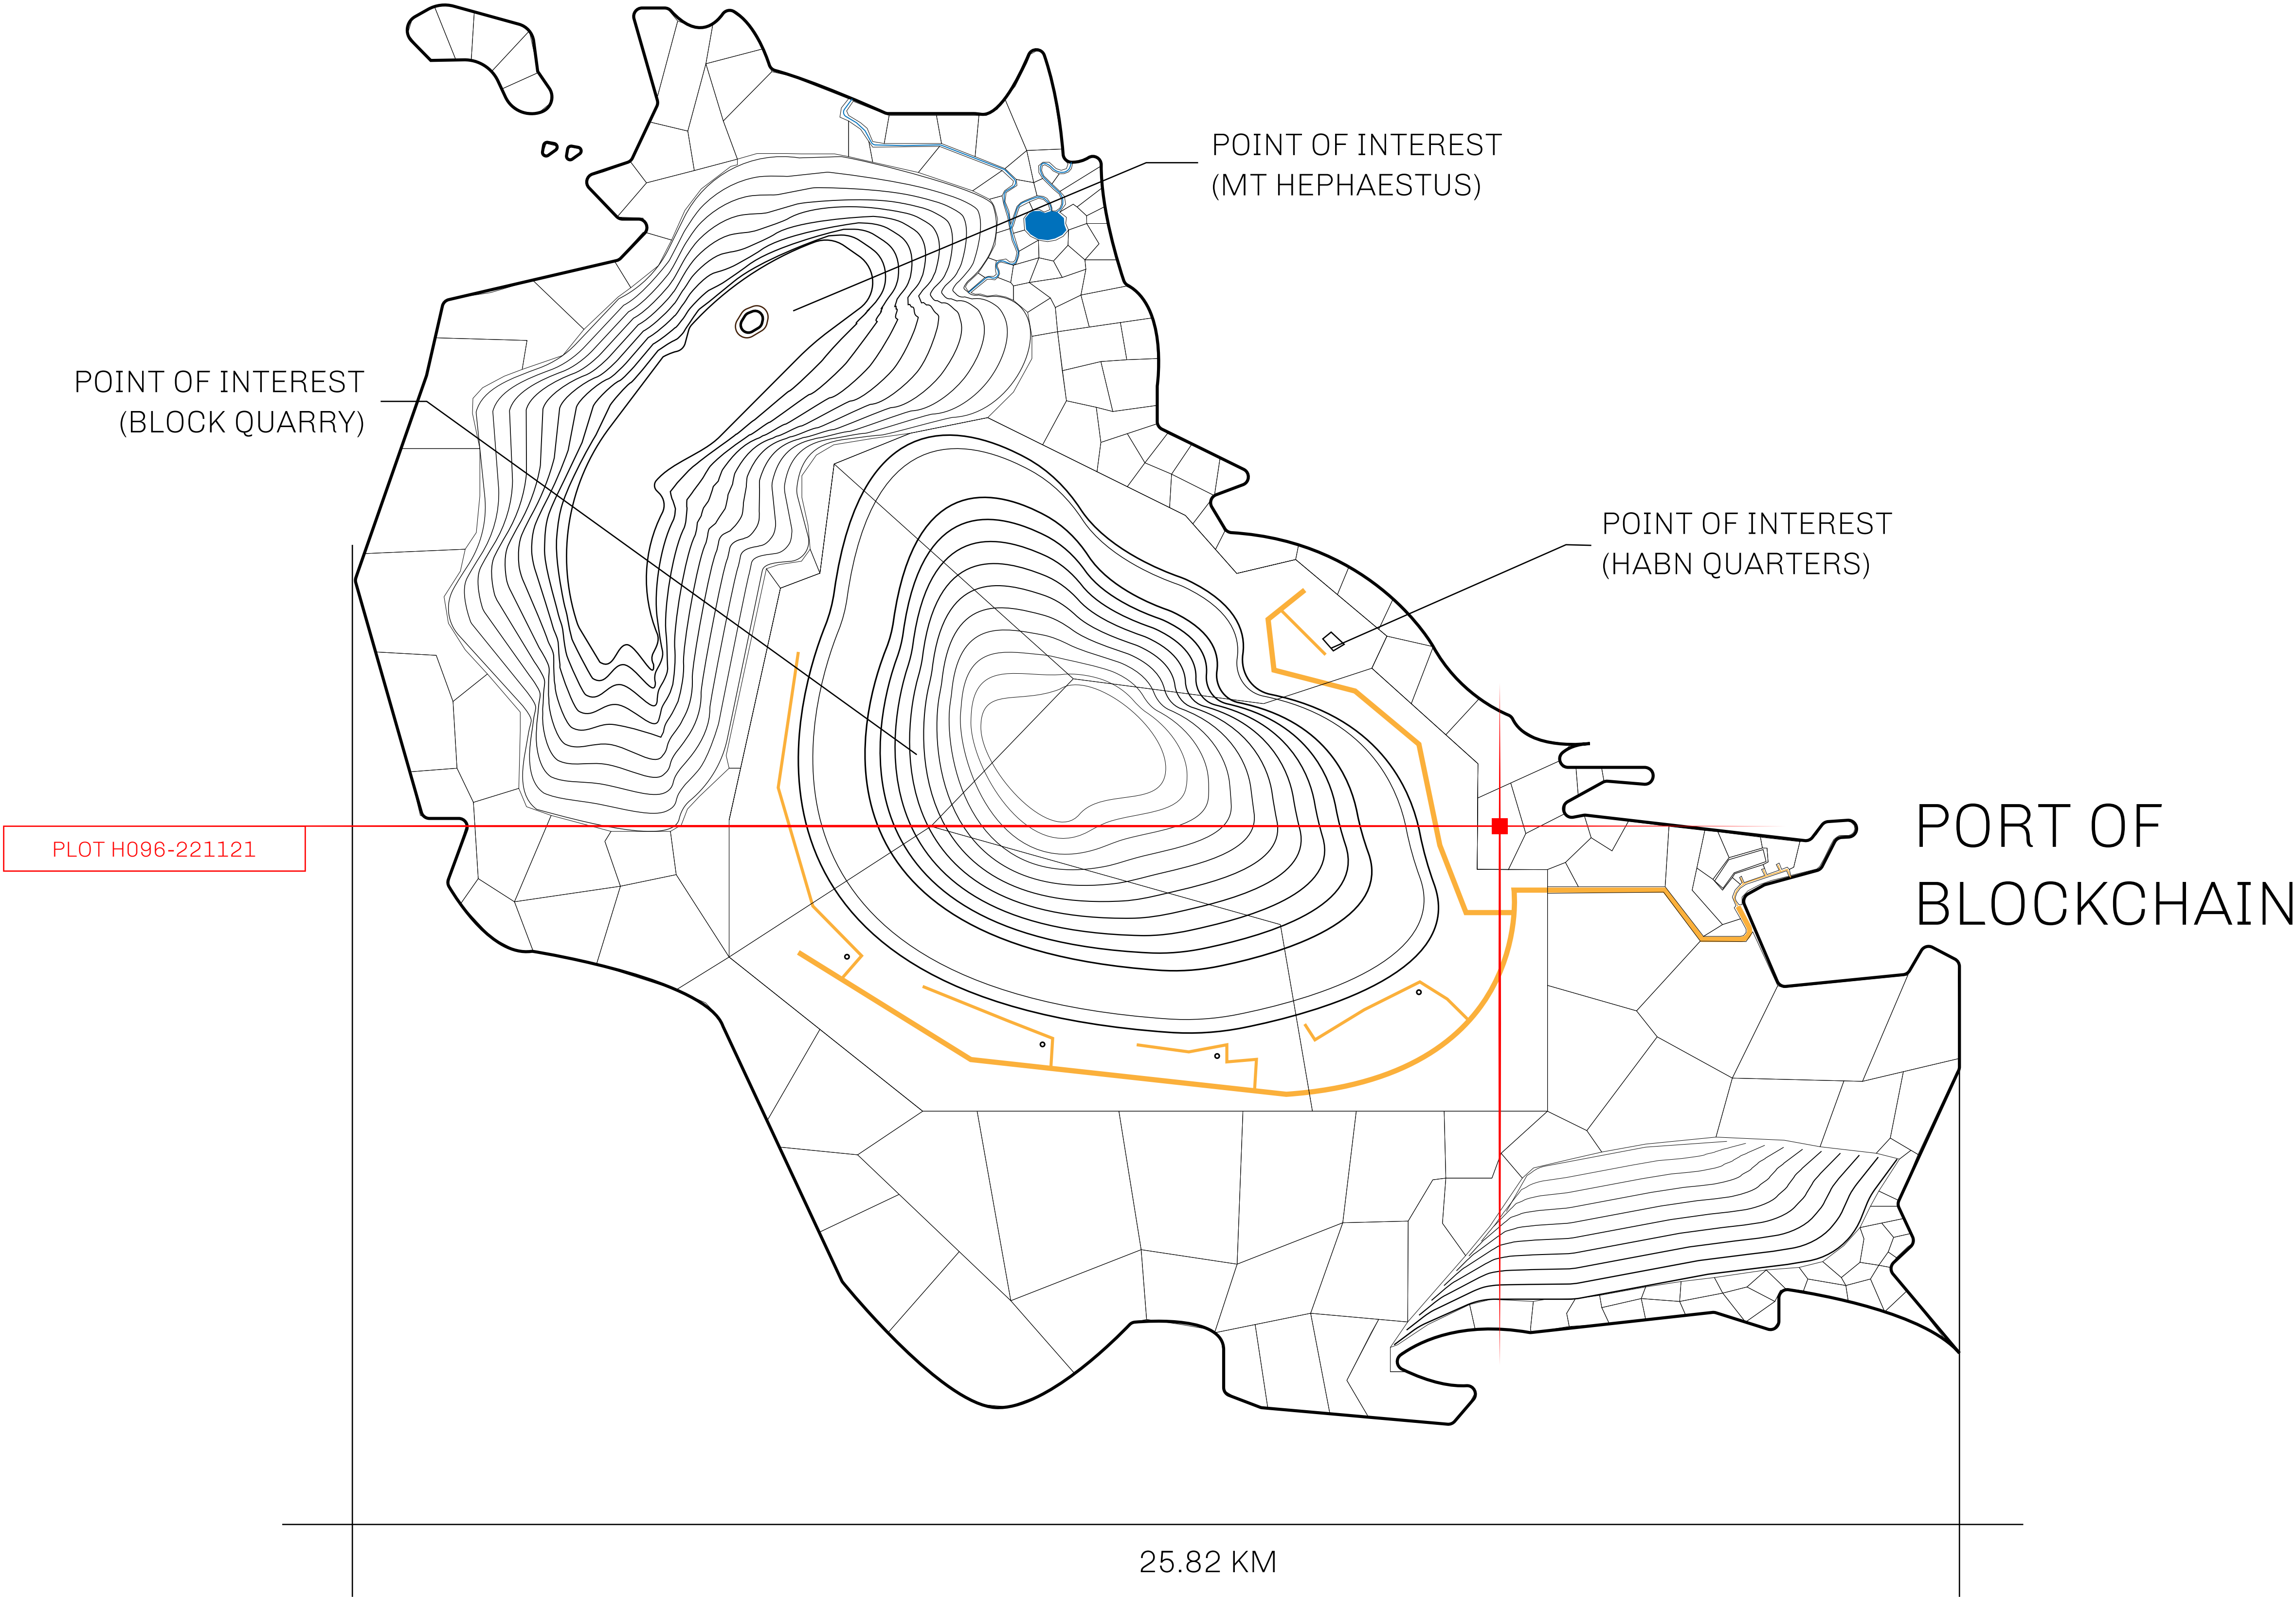 POINT OF INTEREST
(MT HEPHAESTUS)
POINT OF INTEREST
(BLOCK QUARRY)
POINT OF INTEREST
(HABN QUARTERS)
PORT OF
BLOCKCHAIN
PLOT H096-221121
25.82 KM